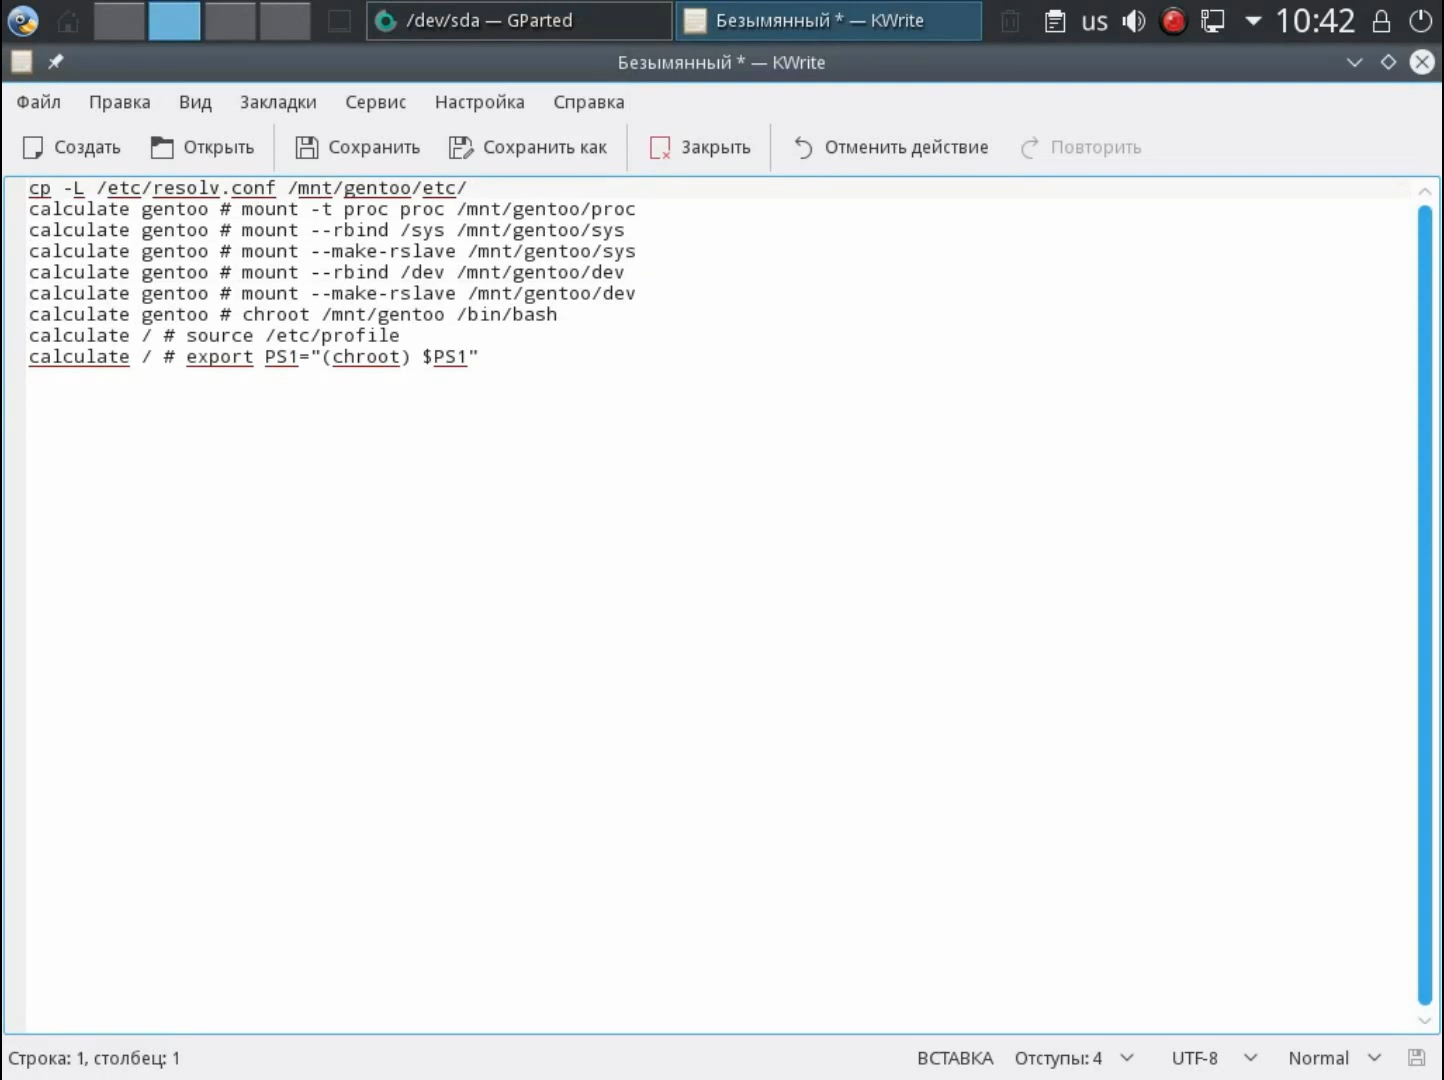 /dev/sda — GParted
Безымянный * — KWrite
us
10:42
Безымянный * — KWrite
Файл Правка Вид Закладки Сервис Настройка Справка
Создать Открыть Сохранить Сохранить как Закрыть Отменить действие Повторить
cp -L /etc/resolv.conf /mnt/gentoo/etc/
calculate gentoo # mount -t proc proc /mnt/gentoo/proc
calculate gentoo # mount --rbind /sys /mnt/gentoo/sys
calculate gentoo # mount --make-rslave /mnt/gentoo/sys
calculate gentoo # mount --rbind /dev /mnt/gentoo/dev
calculate gentoo # mount --make-rslave /mnt/gentoo/dev
calculate gentoo # chroot /mnt/gentoo /bin/bash
calculate / # source /etc/profile
calculate / # export PS1="(chroot) $PS1"
Строка: 1, столбец: 1 ВСТАВКА Отступы: 4 UTF-8 Normal